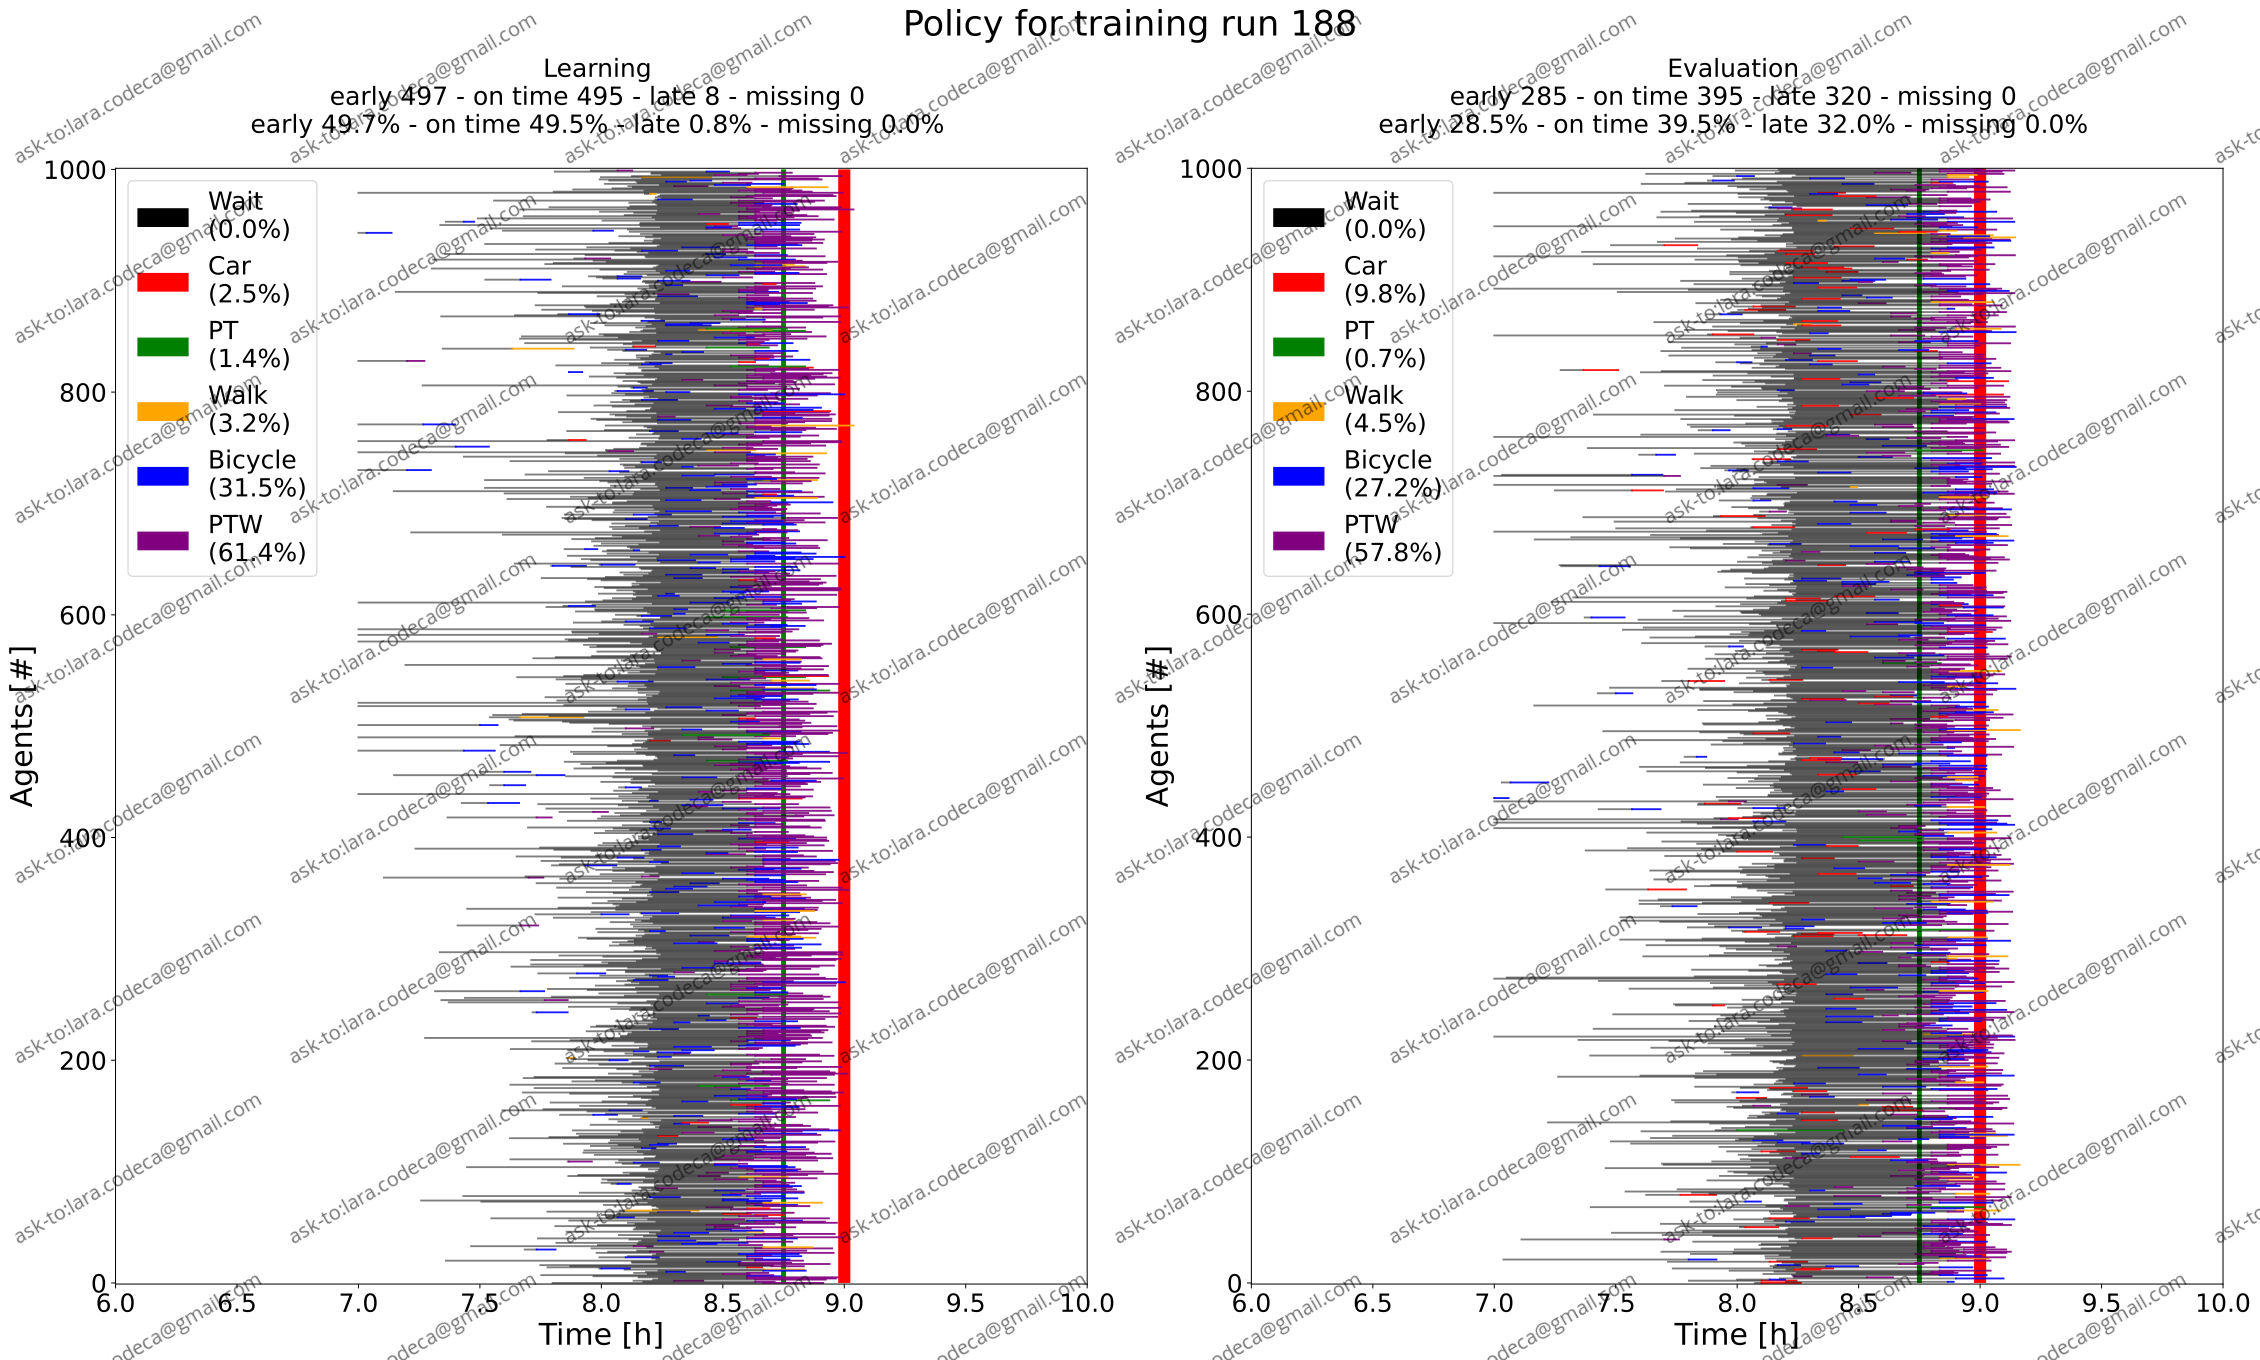 Policy for training run 188
Learning
early 497 - on time 495 - late 8 - missing 0
early 49.7% - on time 49.5% - late 0.8% - missing 0.0%
Evaluation
early 285 - on time 395 - late 320 - missing 0
early 28.5% - on time 39.5% - late 32.0% - missing 0.0%
Agents [#]
1000
800
600
400
200
0
Wait
(0.0%)
Car
(2.5%)
PT
(1.4%)
Walk
(3.2%)
Bicycle
(31.5%)
PTW
(61.4%)
6.0 6.5 7.0 7.5 8.0 8.5 9.0 9.5 10.0
Time [h]
Agents [#]
1000
800
600
400
200
0
Wait
(0.0%)
Car
(9.8%)
PT
(0.7%)
Walk
(4.5%)
Bicycle
(27.2%)
PTW
(57.8%)
6.0 6.5 7.0 7.5 8.0 8.5 9.0 9.5 10.0
Time [h]
ask-to:lara.codeca@gmail.com